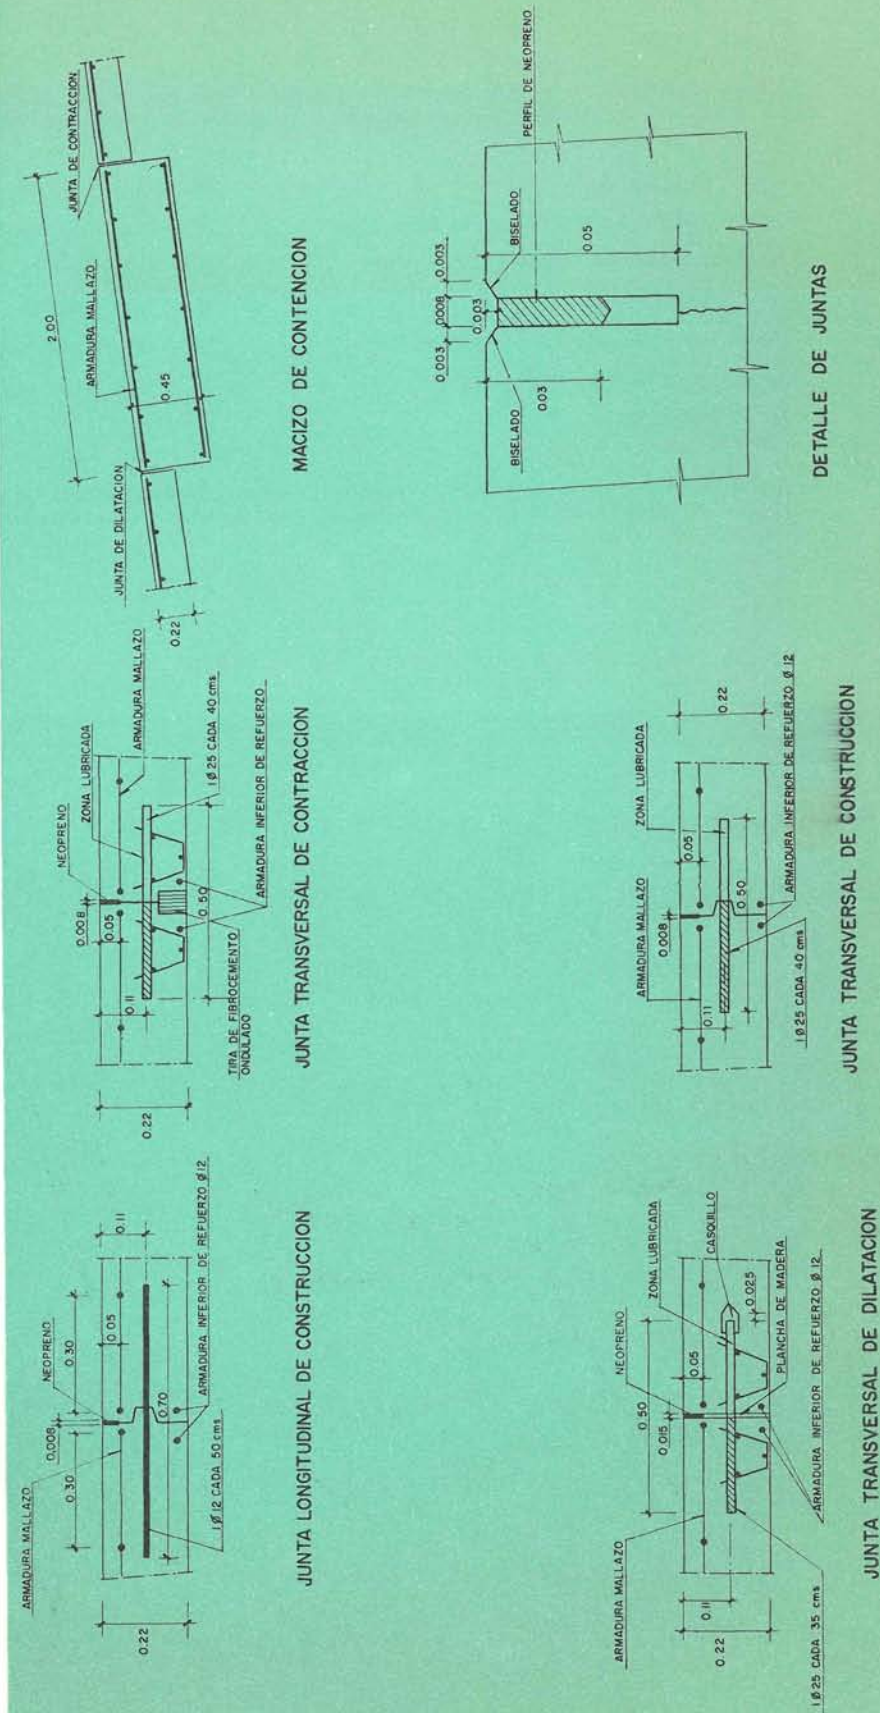 ARMADURA MALLAZO
NEOPRENO
0,008
0.30
0.30
0.05
0.11
0.22
0.70
1 Ø 12 CADA 50 cms
ARMADURA INFERIOR DE REFUERZO Ø 12
JUNTA LONGITUDINAL DE CONSTRUCCION
NEOPRENO
ZONA LUBRICADA
ARMADURA MALLAZO
0.008
0.05
0.11
0.22
0.50
1 Ø 25 CADA 40 cms
TIRA DE FIBROCEMENTO
ONDULADO
ARMADURA INFERIOR DE REFUERZO
JUNTA TRANSVERSAL DE CONTRACCION
JUNTA DE DILATACION
ARMADURA MALLAZO
JUNTA DE CONTRACCION
2.00
0.45
0.22
MACIZO DE CONTENCION
ARMADURA MALLAZO
NEOPRENO
ZONA LUBRICADA
CASQUILLO
0.50
0.015
0.05
0.025
0.11
0.22
PLANCHA DE MADERA
1 Ø 25 CADA 35 cms
ARMADURA INFERIOR DE REFUERZO Ø 12
JUNTA TRANSVERSAL DE DILATACION
ARMADURA MALLAZO
ZONA LUBRICADA
0.008
0.05
0.11
0.22
0.50
1 Ø 25 CADA 40 cms
ARMADURA INFERIOR DE REFUERZO Ø 12
JUNTA TRANSVERSAL DE CONSTRUCCION
0.003
0.008
0.003
0.003
BISELADO
BISELADO
0.03
0.05
PERFIL DE NEOPRENO
DETALLE DE JUNTAS